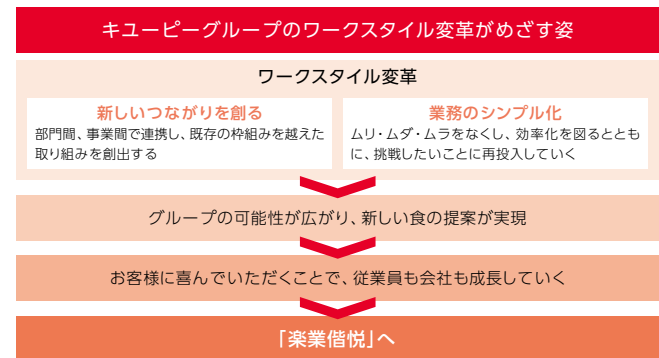 キユーピーグループのワークスタイル変革がめざす姿
ワークスタイル変革
新しいつながりを創る
部門間、事業間で連携し、既存の枠組みを越えた
取り組みを創出する
業務のシンプル化
ムリ・ムダ・ムラをなくし、効率化を図るととも
に、挑戦したいことに再投入していく
グループの可能性が広がり、新しい食の提案が実現
お客様に喜んでいただくことで、従業員も会社も成長していく
「楽業偕悦」へ